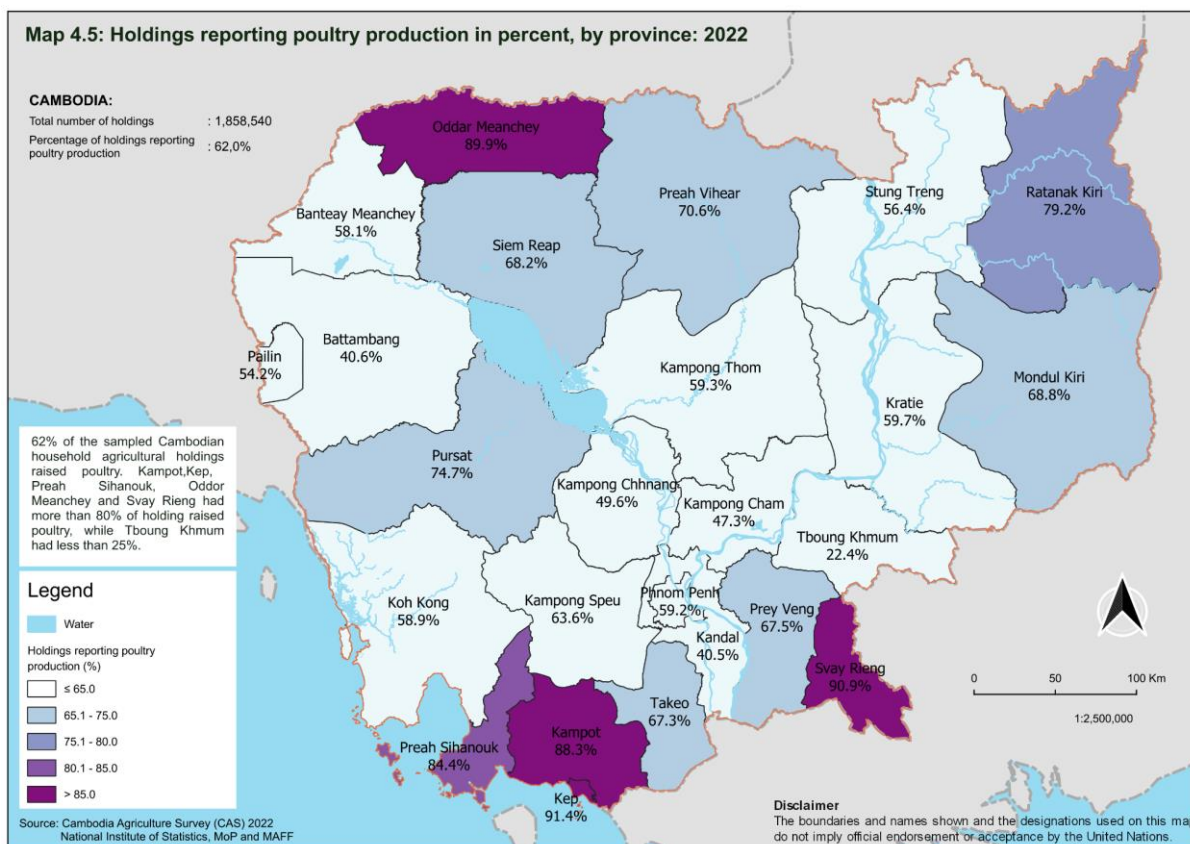 Map 4.5: Holdings reporting poultry production in percent, by province: 2022
CAMBODIA:
Total number of holdings : 1,858,540
Percentage of holdings reporting
poultry production : 62,0%
Oddar Meanchey
89.9%
Preah Vihear
70.6%
Stung Treng
56.4%
Ratanak Kiri
79.2%
Banteay Meanchey
58.1%
Siem Reap
68.2%
Battambang
40.6%
Pailin
54.2%
Kampong Thom
59.3%
Kratie
59.7%
Mondul Kiri
68.8%
Pursat
74.7%
Kampong Chhnang
49.6%
Kampong Cham
47.3%
Tboung Khmum
22.4%
Koh Kong
58.9%
Kampong Speu
63.6%
Phnom Penh
59.2%
Kandal
40.5%
Prey Veng
67.5%
Svay Rieng
90.9%
Takeo
67.3%
Kampot
88.3%
Preah Sihanouk
84.4%
Kep
91.4%
62% of the sampled Cambodian
household agricultural holdings
raised poultry. Kampot,Kep,
Preah Sihanouk, Oddor
Meanchey and Svay Rieng had
more than 80% of holding raised
poultry, while Tboung Khmum
had less than 25%.
Legend
Water
Holdings reporting poultry
production (%)
≤ 65.0
65.1 - 75.0
75.1 - 80.0
80.1 - 85.0
> 85.0
Source: Cambodia Agriculture Survey (CAS) 2022
National Institute of Statistics, MoP and MAFF
0 50 100 Km
1:2,500,000
Disclaimer
The boundaries and names shown and the designations used on this map
do not imply official endorsement or acceptance by the United Nations.